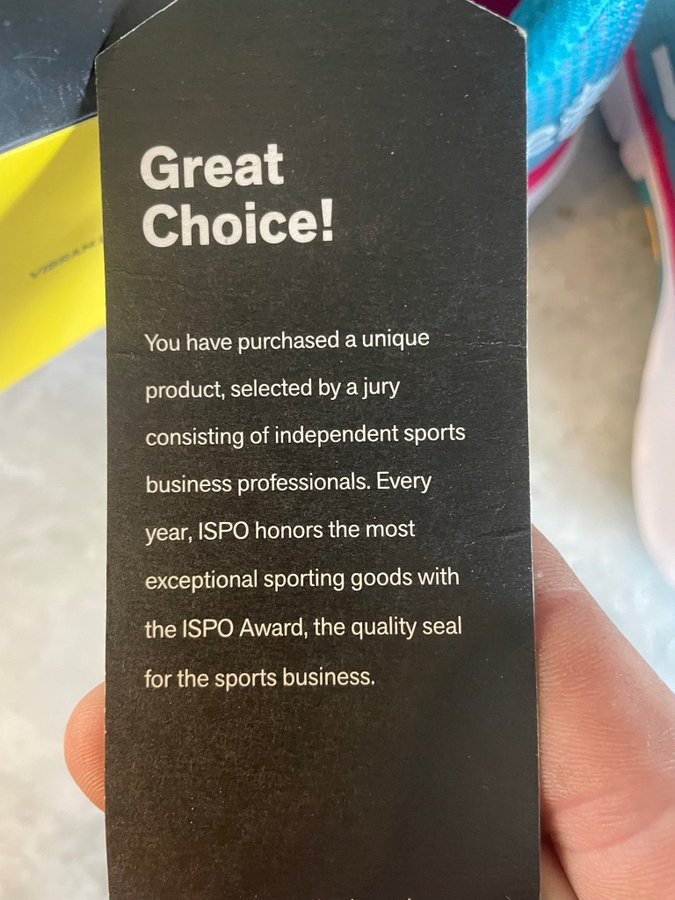 Great
Choice!
You have purchased a unique
product, selected by a jury
consisting of independent sports
business professionals. Every
year, ISPO honors the most
exceptional sporting goods with
the ISPO Award, the quality seal
for the sports business.